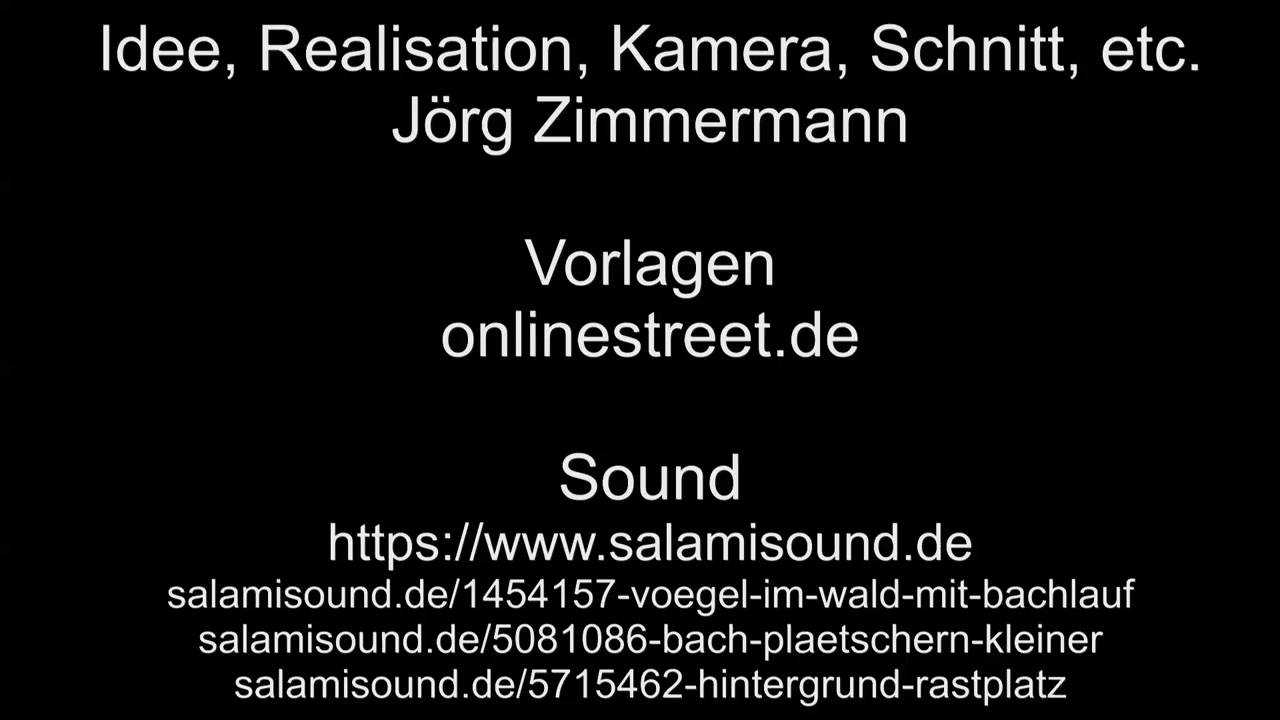 Idee, Realisation, Kamera, Schnitt, etc.
Jörg Zimmermann
Vorlagen
onlinestreet.de
Sound
https://www.salamisound.de
salamisound.de/1454157-voegel-im-wald-mit-bachlauf
salamisound.de/5081086-bach-plaetschern-kleiner
salamisound.de/5715462-hintergrund-rastplatz